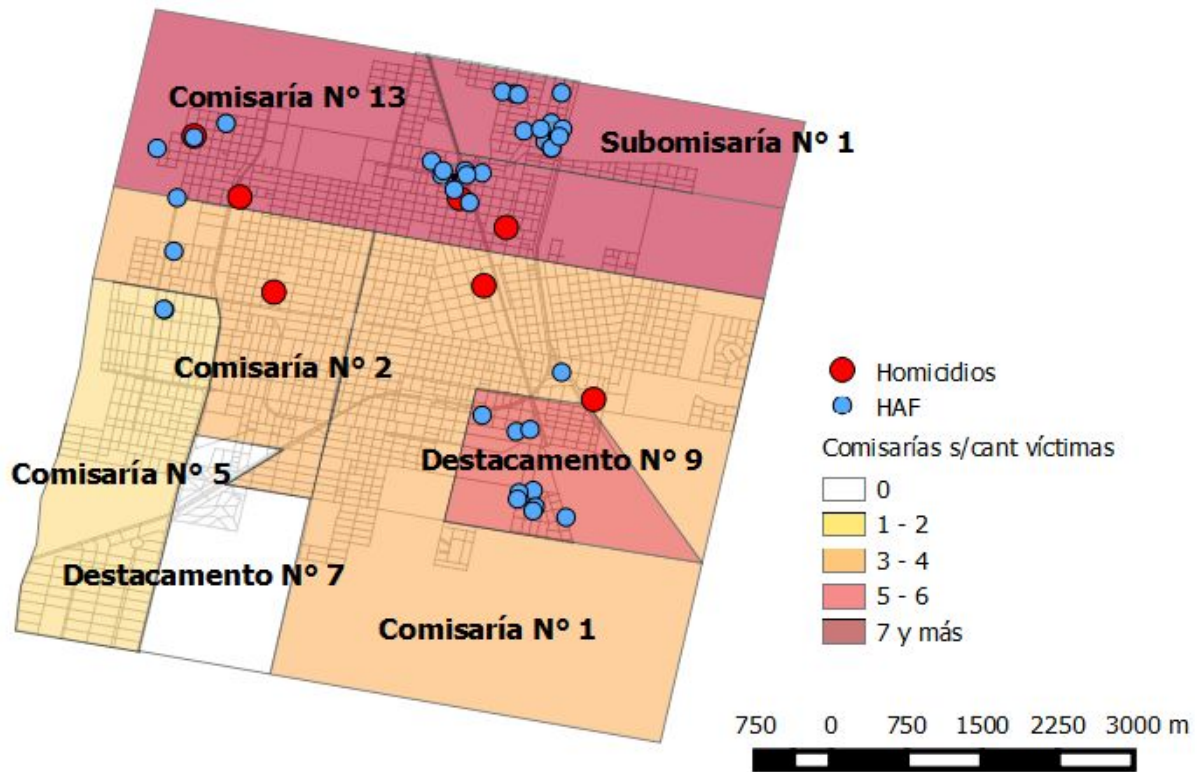 Comisaría N° 13
Subomisaría N° 1
Comisaría N° 2
Comisaría N° 5
Destacamento N° 9
Destacamento N° 7
Comisaría N° 1
Homicidios
HAF
Comisarías s/cant víctimas
0
1 - 2
3 - 4
5 - 6
7 y más
750 0 750 1500 2250 3000 m